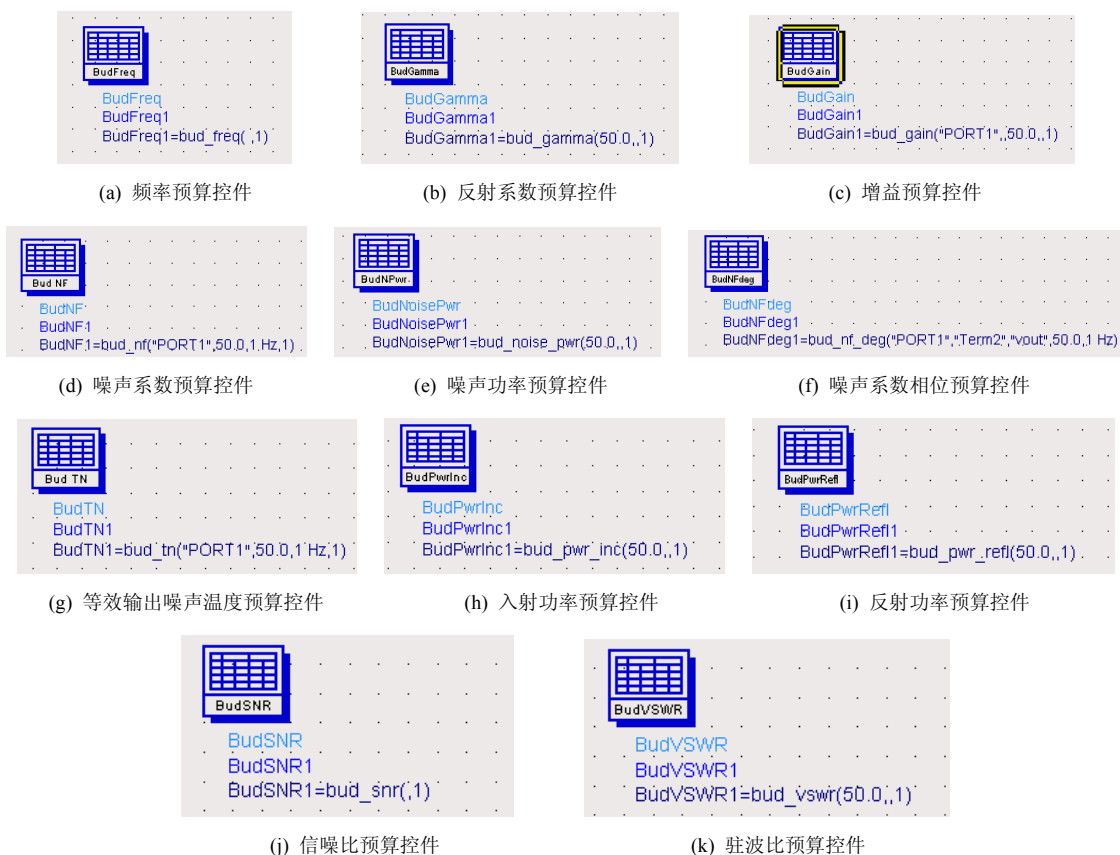 BudFreq
BudFreq
BudFreq1
BudFreq1=bud_freq( ,1)
(a) 频率预算控件
BudGamma
BudGamma
BudGamma1
BudGamma1=bud_gamma(50.0,,1)
(b) 反射系数预算控件
BudGain
BudGain
BudGain1
BudGain1=bud_gain("PORT1",,50.0,,1)
(c) 增益预算控件
Bud NF
BudNF
BudNF1
BudNF1=bud_nf("PORT1",50.0,1 Hz,1)
(d) 噪声系数预算控件
BudNPwr
BudNoisePwr
BudNoisePwr1
BudNoisePwr1=bud_noise_pwr(50.0,,1)
(e) 噪声功率预算控件
BudNFdeg
BudNFdeg
BudNFdeg1
BudNFdeg1=bud_nf_deg("PORT1","Term2","vout",50.0,1 Hz)
(f) 噪声系数相位预算控件
Bud TN
BudTN
BudTN1
BudTN1=bud_tn("PORT1",50.0,1 Hz,1)
(g) 等效输出噪声温度预算控件
BudPwrInc
BudPwrInc
BudPwrInc1
BudPwrInc1=bud_pwr_inc(50.0,,1)
(h) 入射功率预算控件
BudPwrRefl
BudPwrRefl
BudPwrRefl1
BudPwrRefl1=bud_pwr_refl(50.0,,1)
(i) 反射功率预算控件
BudSNR
BudSNR
BudSNR1
BudSNR1=bud_snr(,1)
(j) 信噪比预算控件
BudVSWR
BudVSWR
BudVSWR1
BudVSWR1=bud_vswr(50.0,,1)
(k) 驻波比预算控件